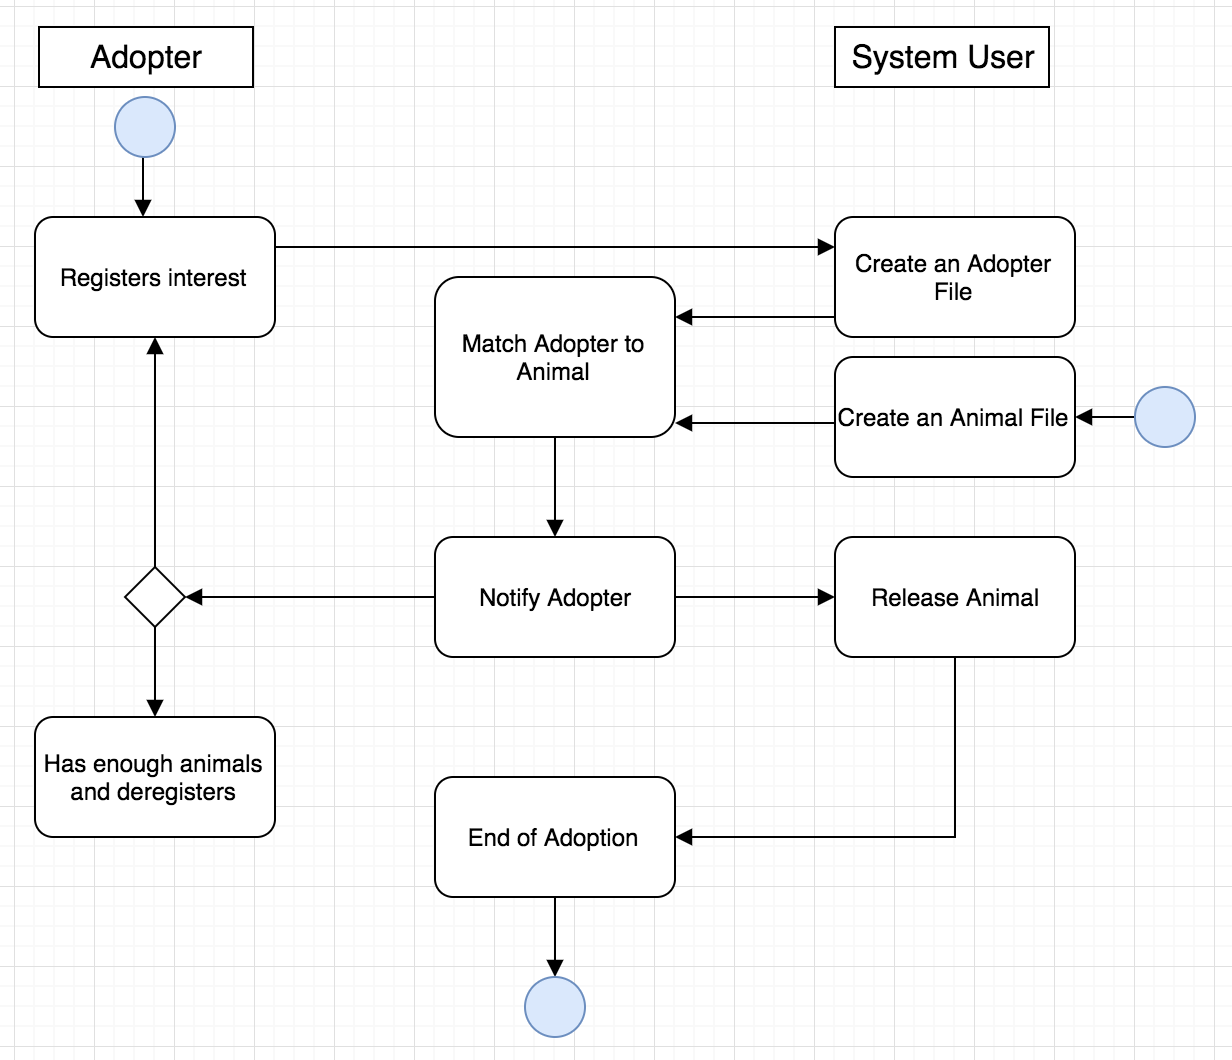 Adopter
System User
Registers interest
Create an Adopter
File
Match Adopter to
Animal
Create an Animal File
Notify Adopter
Release Animal
Has enough animals
and deregisters
End of Adoption